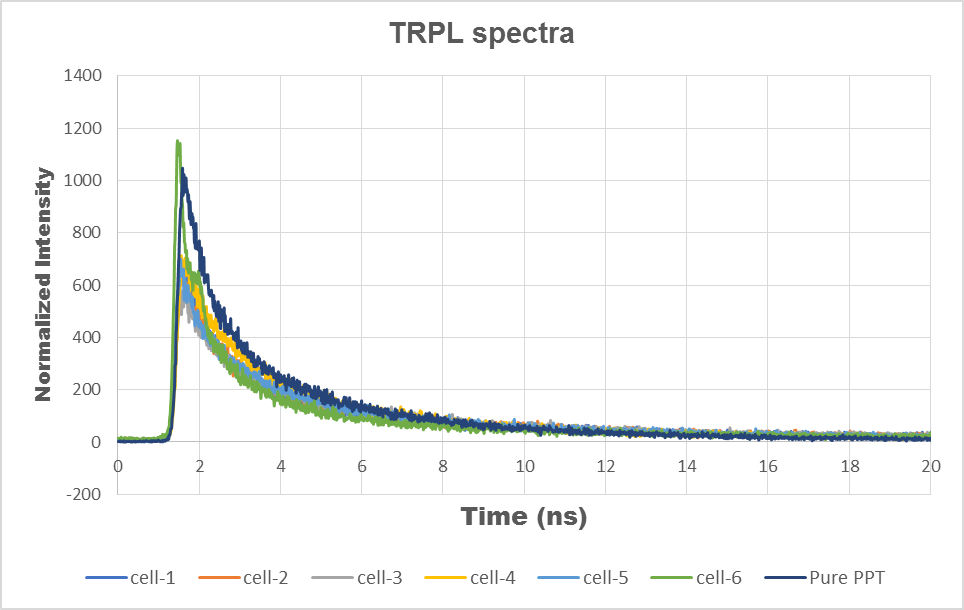 TRPL spectra
1400
1200
1000
800
600
400
200
0
-200
Normalized Intensity
0 2 4 6 8 10 12 14 16 18 20
Time (ns)
cell-1 cell-2 cell-3 cell-4 cell-5 cell-6 Pure PPT